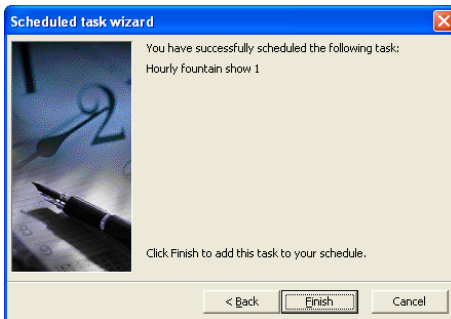 Scheduled task wizard
You have successfully scheduled the following task:
Hourly fountain show 1
2
Click Finish to add this task to your schedule.
< Back
Finish
Cancel